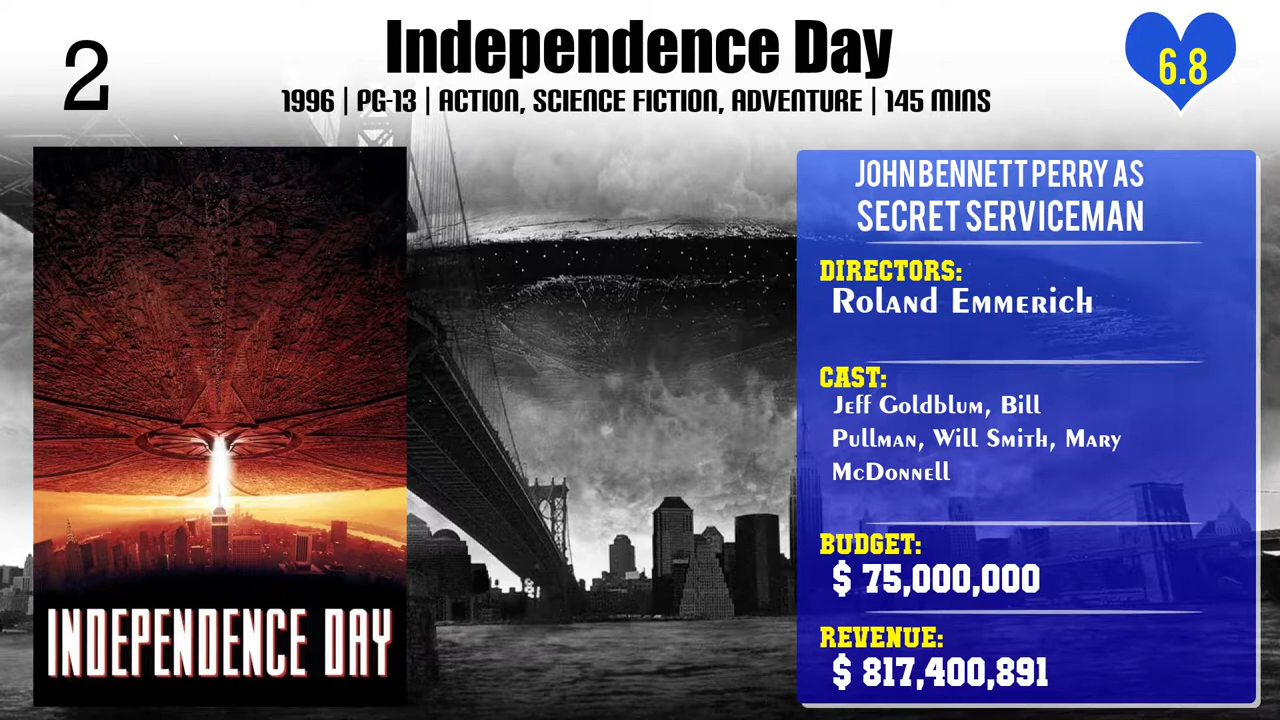 2
Independence Day
6.8
1996 | PG-13 | ACTION, SCIENCE FICTION, ADVENTURE | 145 MINS
INDEPENDENCE DAY
JOHN BENNETT PERRY AS
SECRET SERVICEMAN
DIRECTORS:
Roland Emmerich
CAST:
Jeff Goldblum, Bill
Pullman, Will Smith, Mary
McDonnell
BUDGET:
$ 75,000,000
REVENUE:
$ 817,400,891